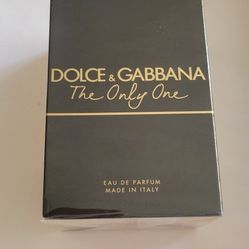 DOLCE & GABBANA
The Only One
EAU DE PARFUM
MADE IN ITALY